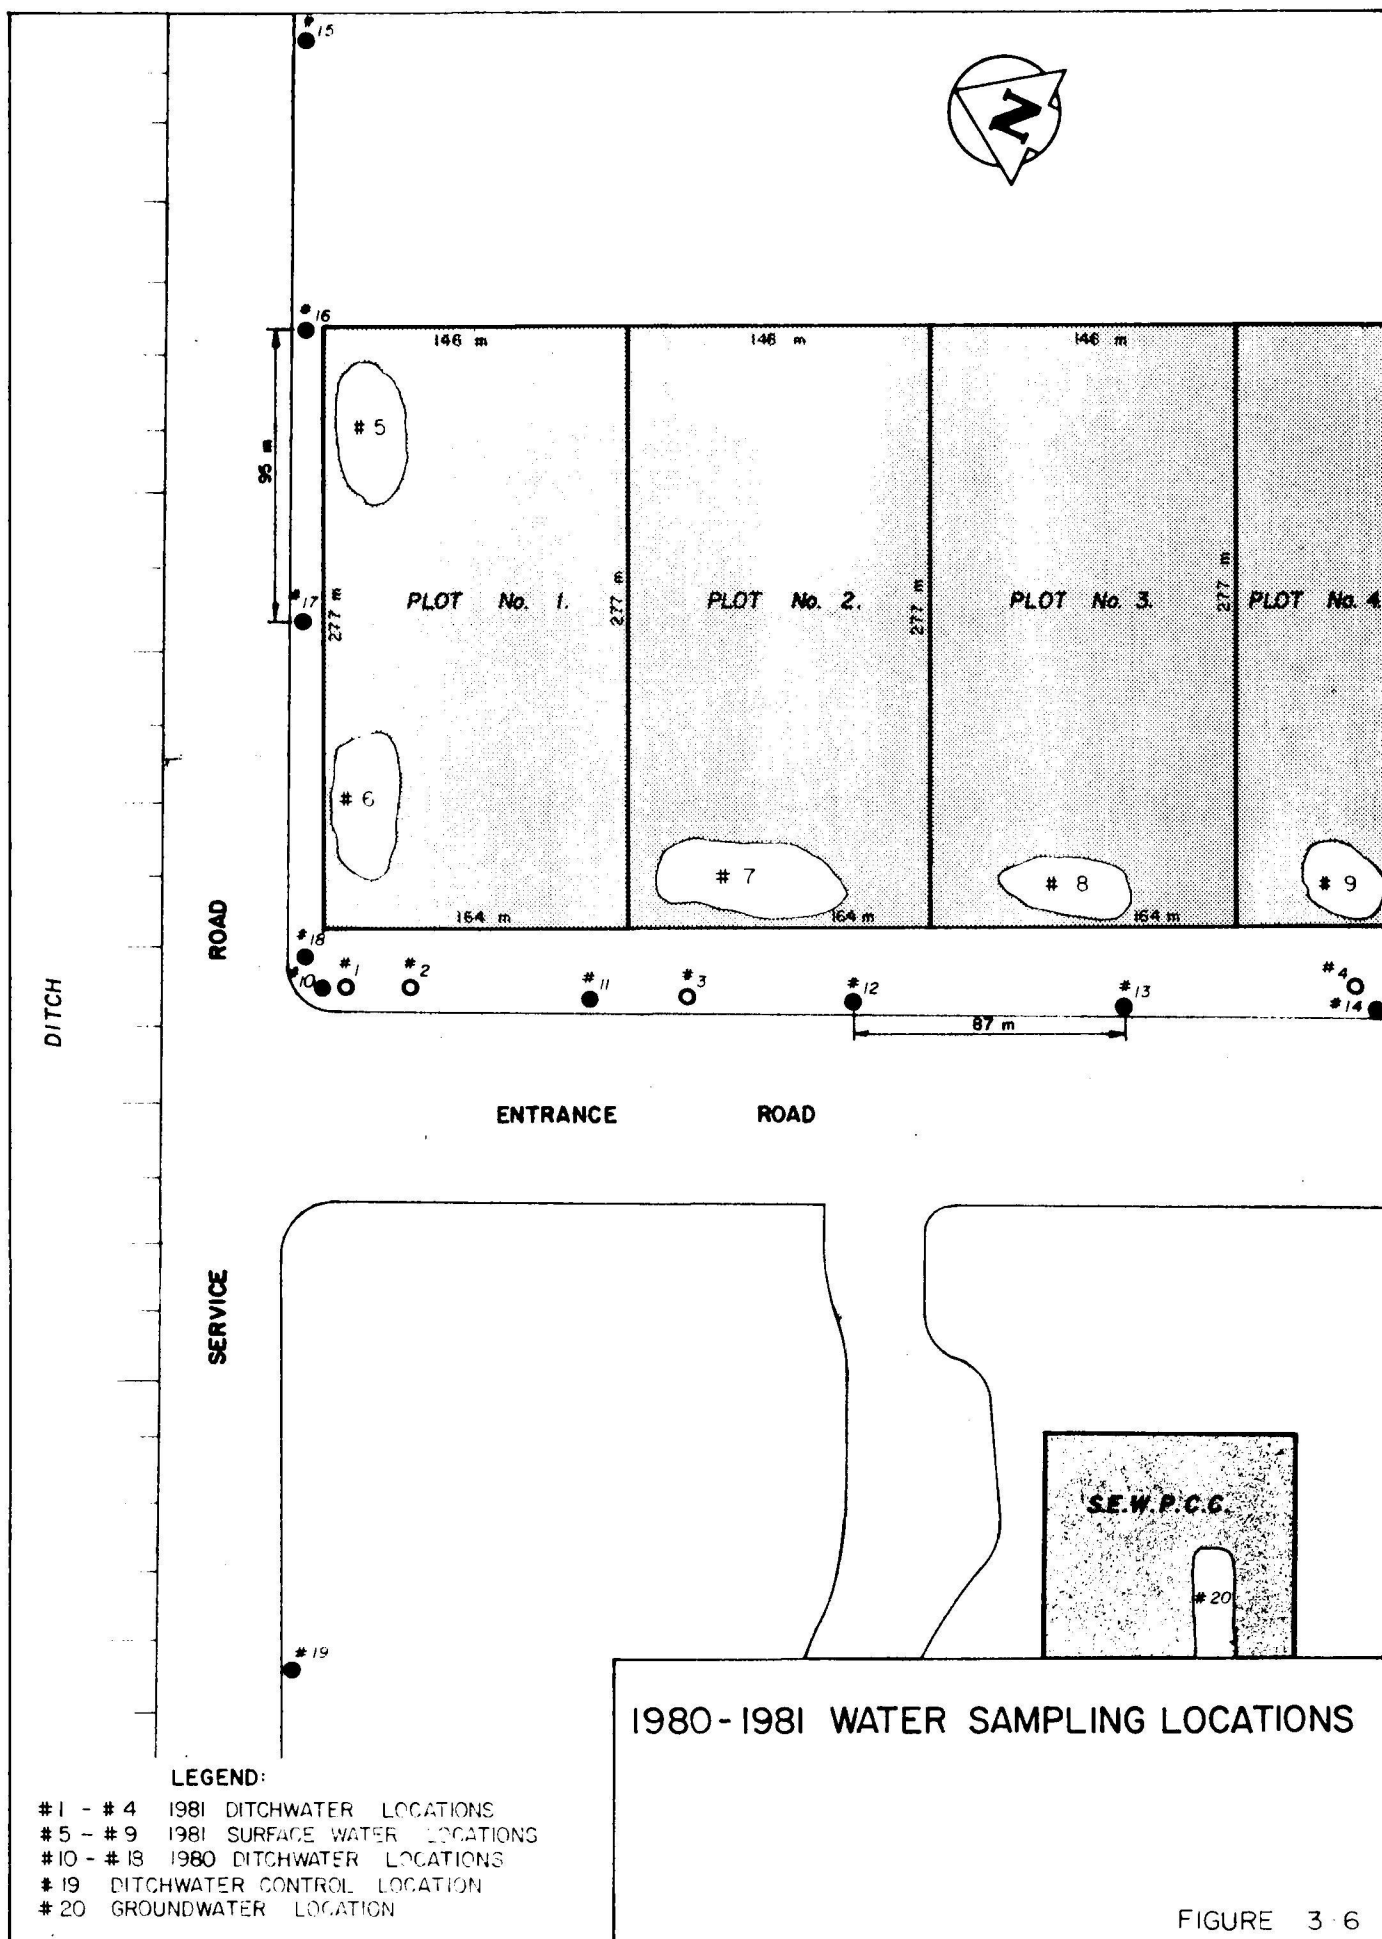 #15
N
#16
146 m
146 m
146 m
#5
95 m
#17
277 m
PLOT No. 1.
277 m
PLOT No. 2.
277 m
PLOT No. 3.
277 m
PLOT No. 4
#6
#7
#8
#9
164 m
164 m
164 m
#18
#10
#1
#2
#11
#3
#12
#13
#4
#14
87 m
ROAD
DITCH
ENTRANCE ROAD
SERVICE
S.E.W.P.C.C.
#20
#19
1980-1981 WATER SAMPLING LOCATIONS
LEGEND:
#1 - #4 1981 DITCHWATER LOCATIONS
#5 - #9 1981 SURFACE WATER LOCATIONS
#10 - #18 1980 DITCHWATER LOCATIONS
#19 DITCHWATER CONTROL LOCATION
#20 GROUNDWATER LOCATION
FIGURE 3·6